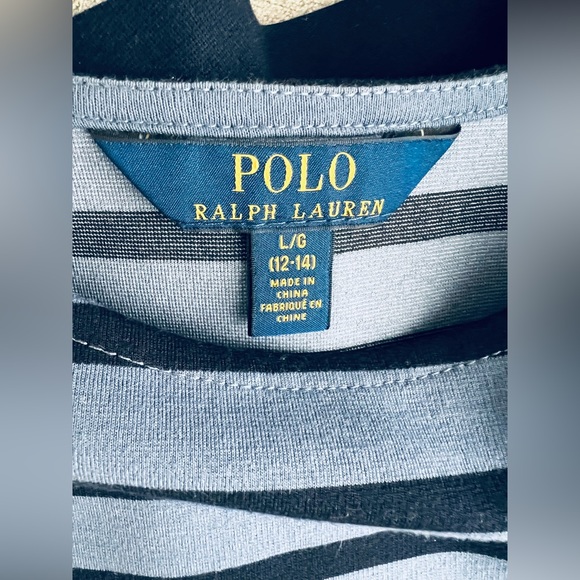 POLO
RALPH LAUREN
L/G
(12-14)
MADE IN
CHINA
FABRIQUÉ EN
CHINE